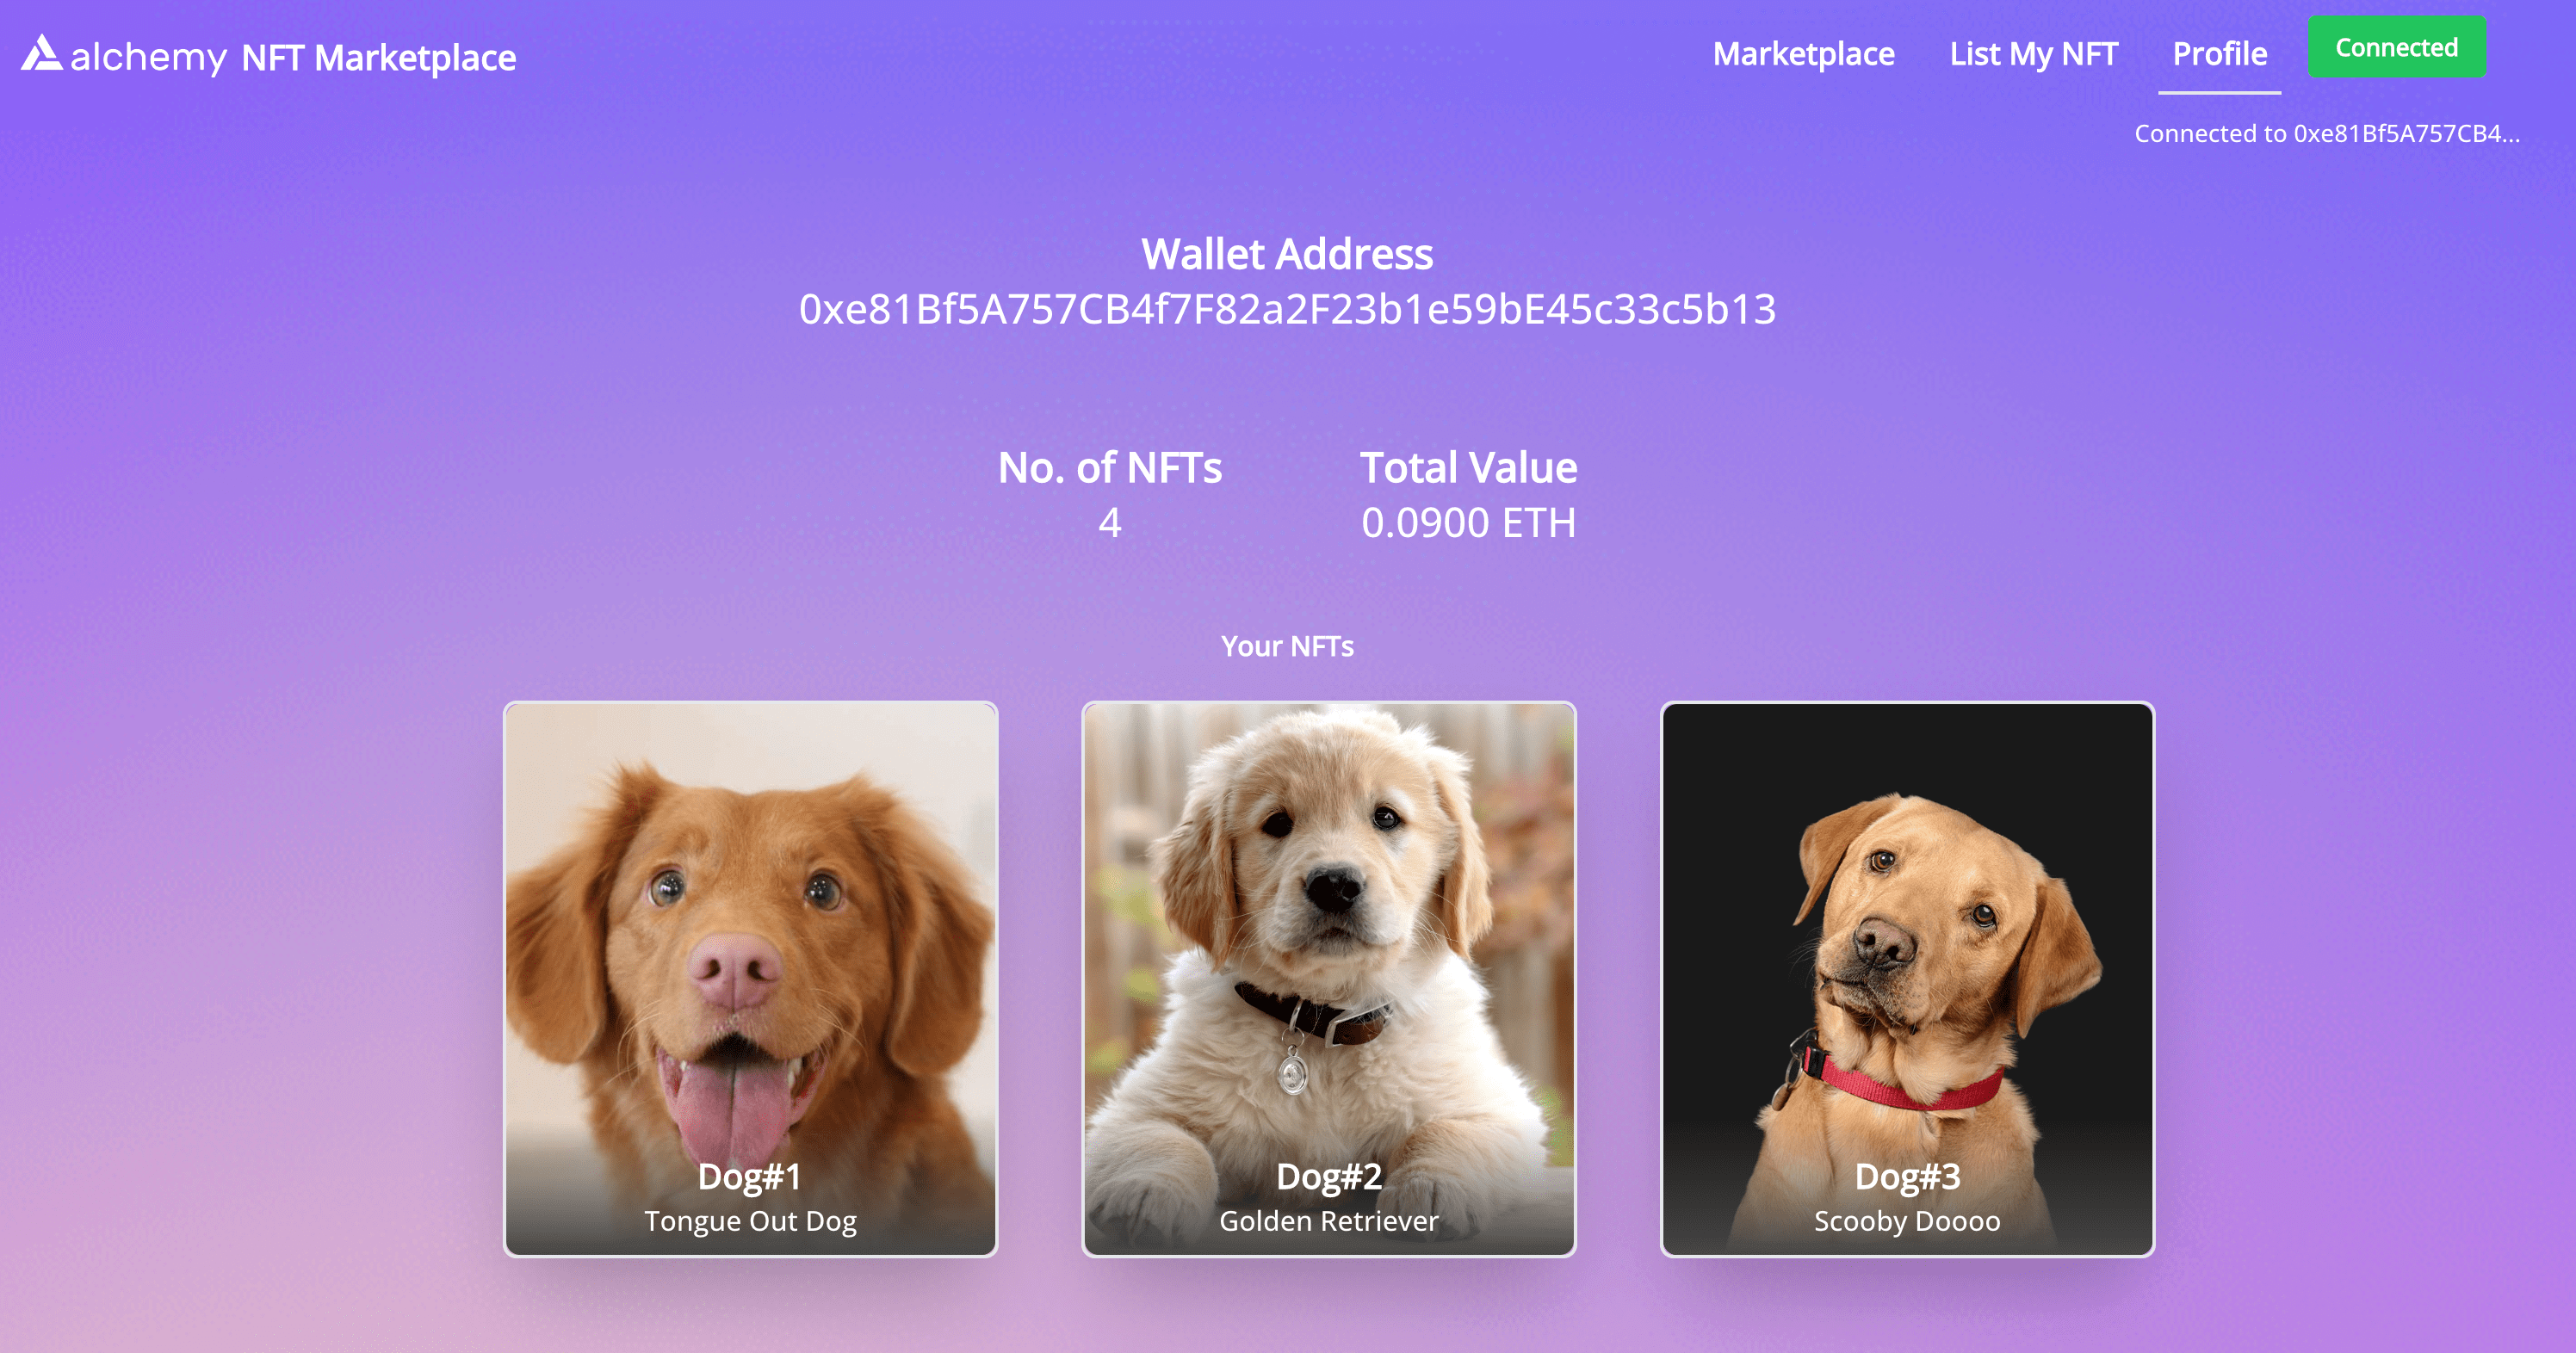 alchemy NFT Marketplace
Marketplace
List My NFT
Profile
Connected
Connected to 0xe81Bf5A757CB4...
Wallet Address
0xe81Bf5A757CB4f7F82a2F23b1e59bE45c33c5b13
No. of NFTs
4
Total Value
0.0900 ETH
Your NFTs
Dog#1
Tongue Out Dog
Dog#2
Golden Retriever
Dog#3
Scooby Doooo